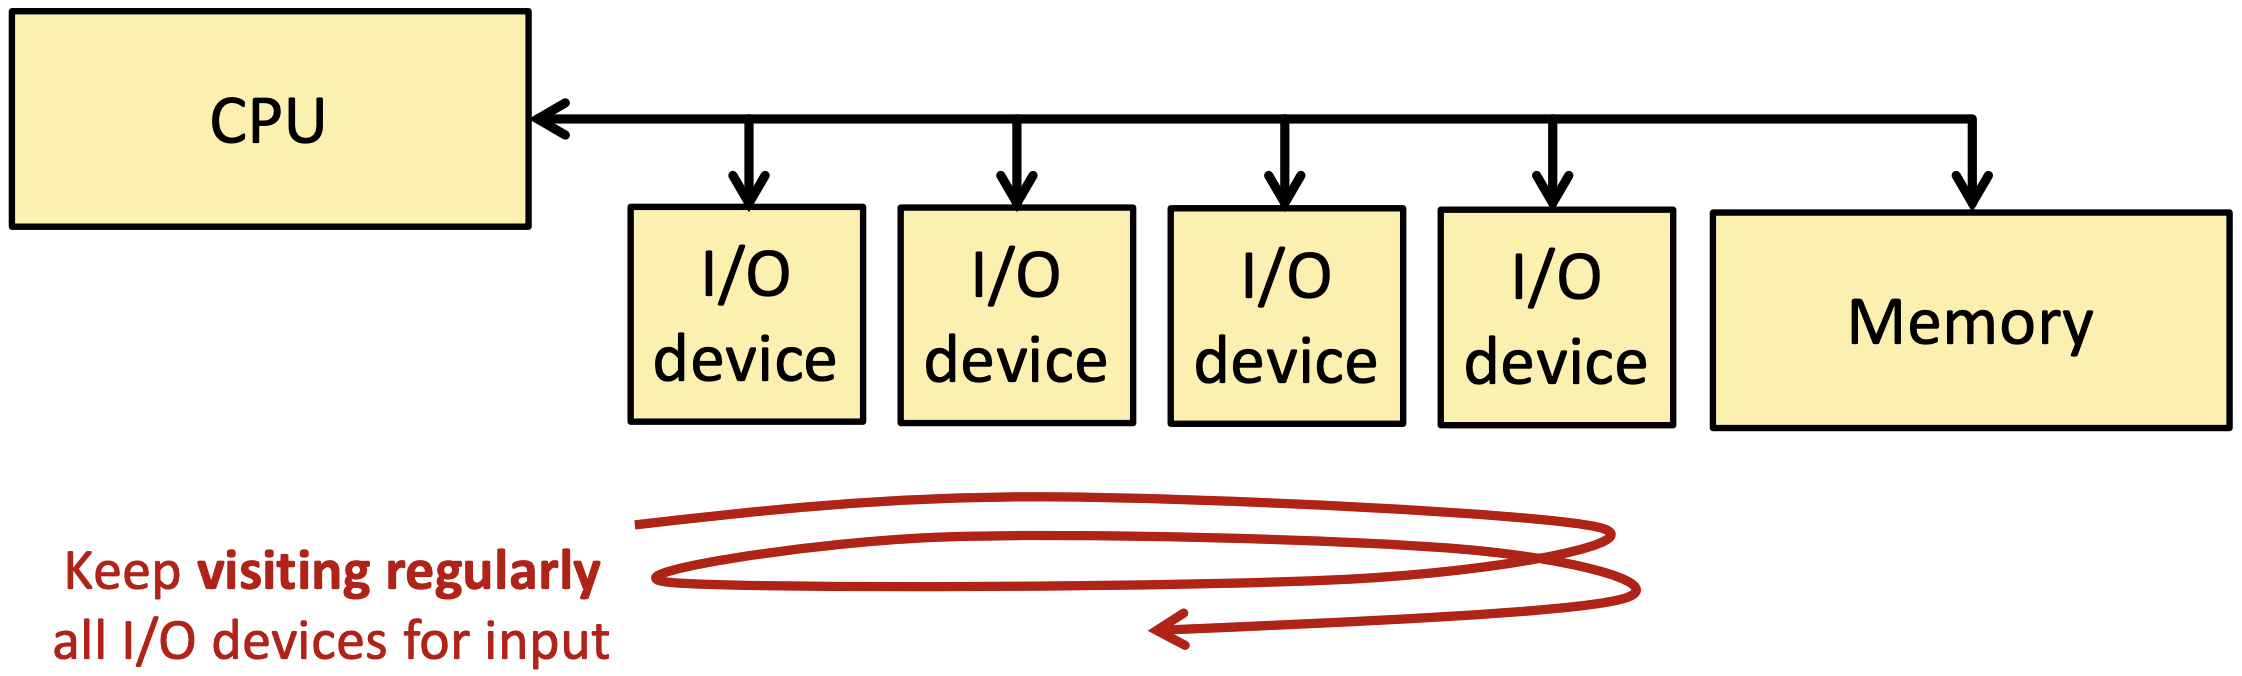 CPU
I/O
device
I/O
device
I/O
device
I/O
device
Memory
Keep visiting regularly
all I/O devices for input